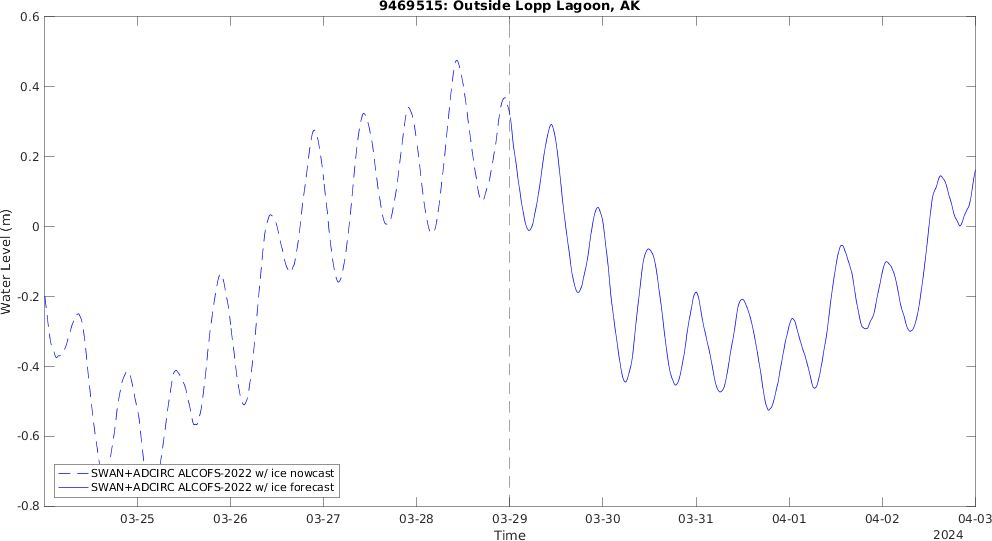 9469515: Outside Lopp Lagoon, AK
0.6
0.4
0.2
0
-0.2
-0.4
-0.6
-0.8
Water Level (m)
SWAN+ADCIRC ALCOFS-2022 w/ ice nowcast
SWAN+ADCIRC ALCOFS-2022 w/ ice forecast
03-25 03-26 03-27 03-28 03-29 03-30 03-31 04-01 04-02 04-03
Time
2024